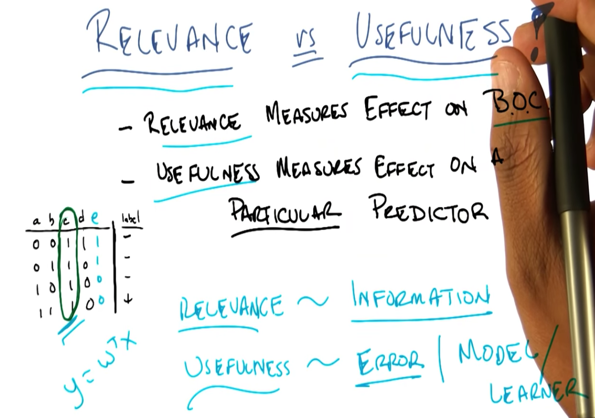 RELEVANCE vs USEFULNESS
- RELEVANCE MEASURES EFFECT ON B.O.C
- USEFULNESS MEASURES EFFECT ON A
PARTICULAR PREDICTOR
a b c d e label
0 0 1 1 1 -
0 1 1 0 1 -
1 0 1 0 0 -
1 1 1 0 0 +
y = wᵀx
RELEVANCE ~ INFORMATION
USEFULNESS ~ ERROR | MODEL /
LEARNER